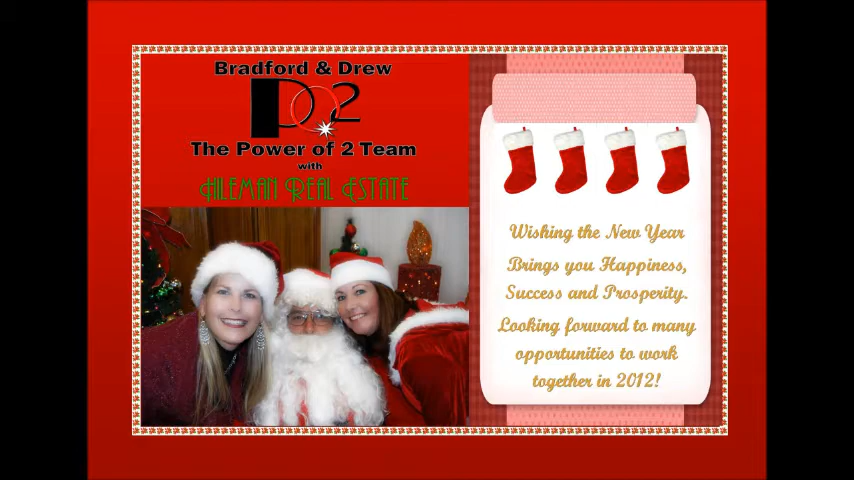 Bradford & Drew
PO2
The Power of 2 Team
with
Hileman Real Estate
Wishing the New Year
Brings you Happiness,
Success and Prosperity.
Looking forward to many
opportunities to work
together in 2012!